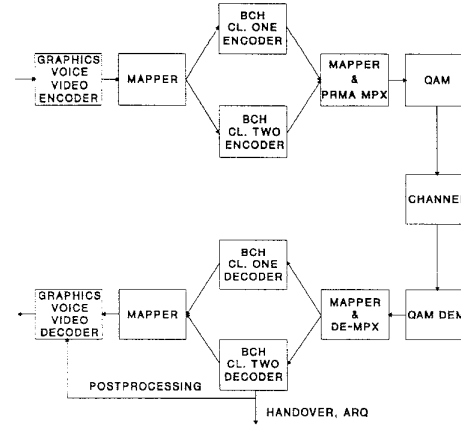 BCH
CL. ONE
ENCODER
GRAPHICS
VOICE
VIDEO
ENCODER
MAPPER
MAPPER
&
PRMA MPX
QAM
BCH
CL. TWO
ENCODER
CHANNEL
BCH
CL. ONE
DECODER
GRAPHICS
VOICE
VIDEO
DECODER
MAPPER
MAPPER
&
DE-MPX
QAM DEM
BCH
CL. TWO
DECODER
POSTPROCESSING
HANDOVER, ARQ